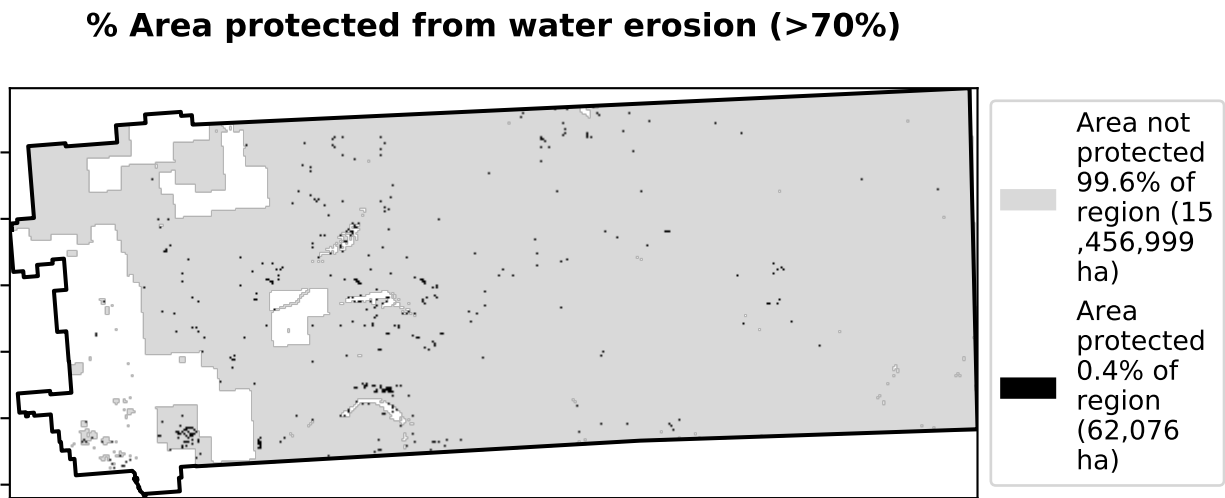 % Area protected from water erosion (>70%)
Area not
protected
99.6% of
region (15
,456,999
ha)
Area
protected
0.4% of
region
(62,076
ha)